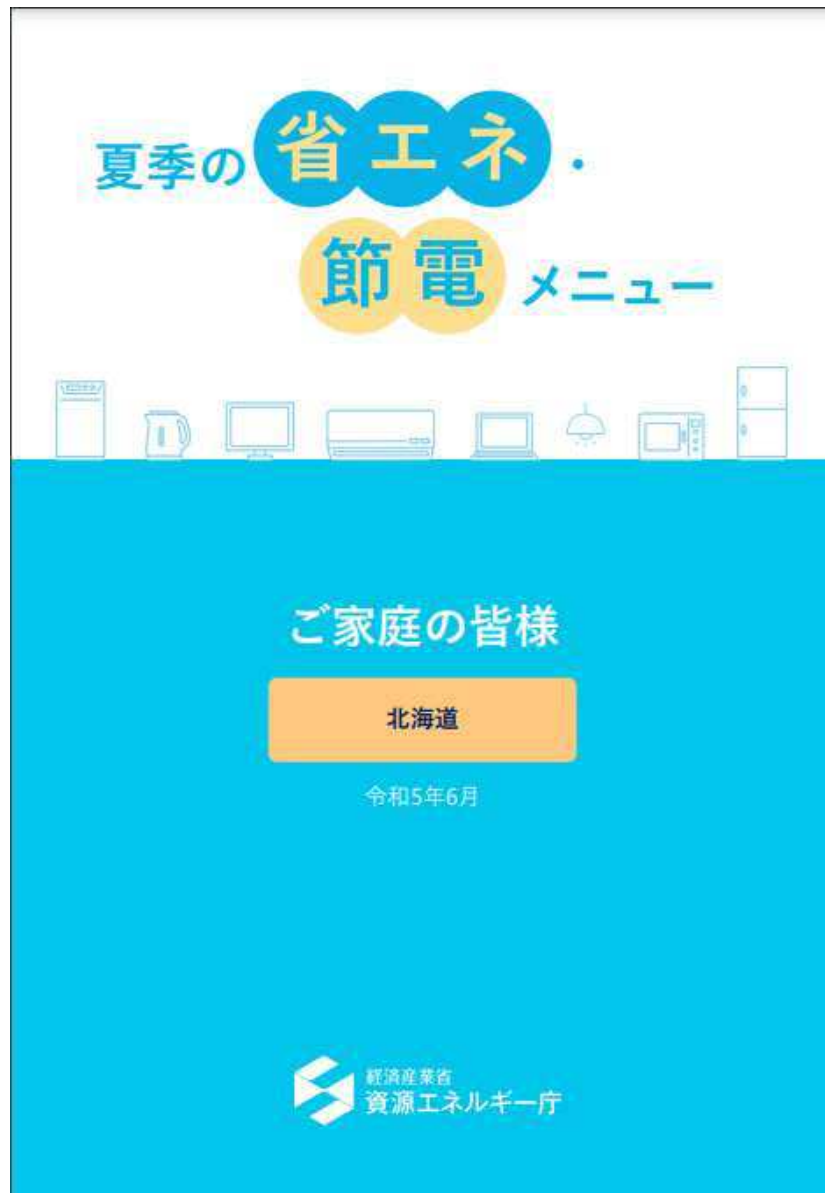 夏季の省エネ・
節電メニュー
ご家庭の皆様
北海道
令和5年6月
経済産業省
資源エネルギー庁